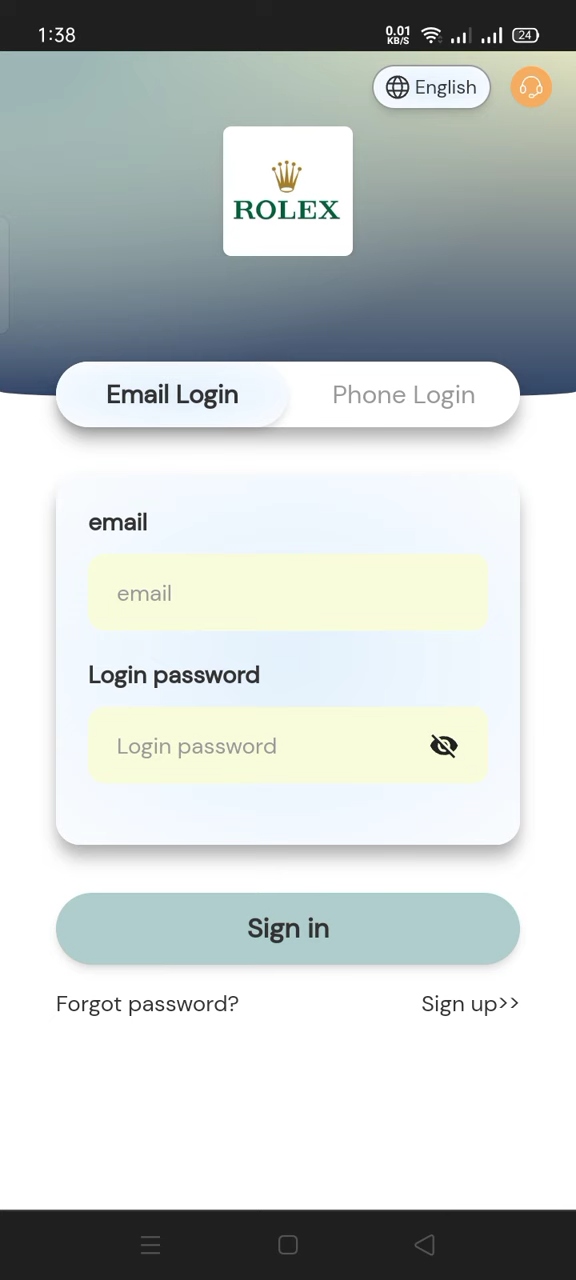 1:38
0.01
KB/S
24
English
ROLEX
Email Login
Phone Login
email
email
Login password
Login password
Sign in
Forgot password?
Sign up>>